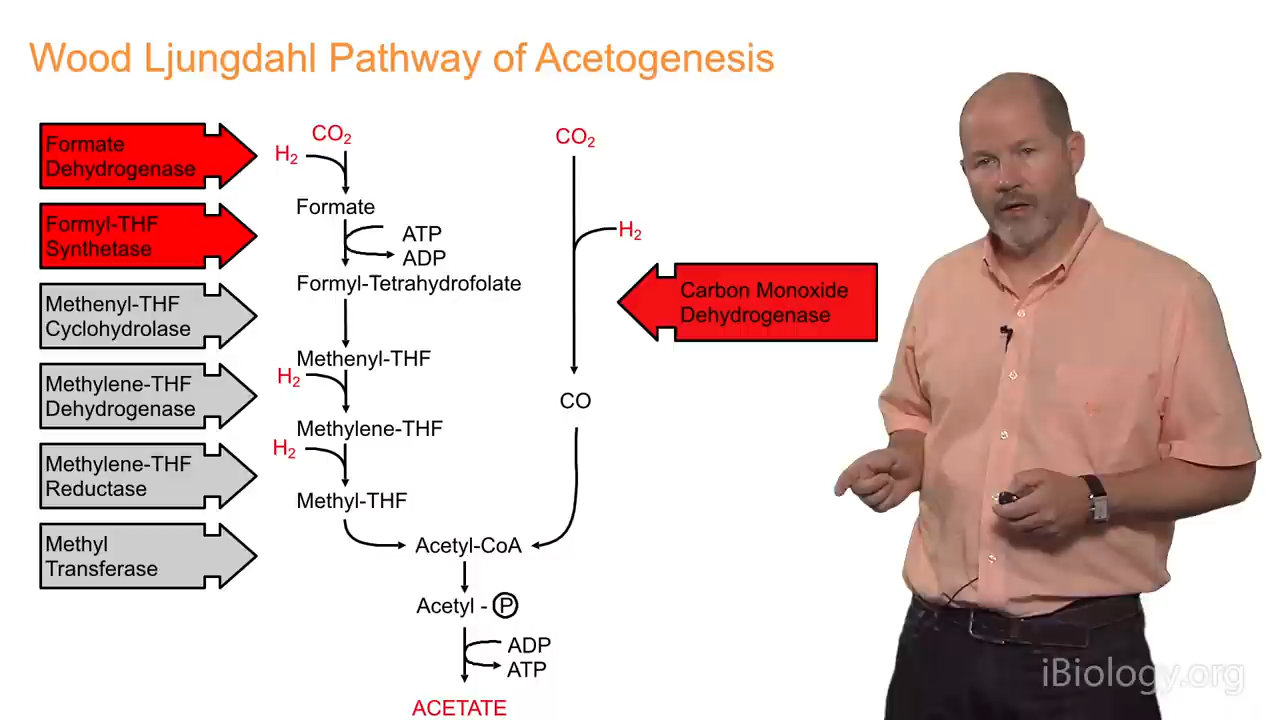 Wood Ljungdahl Pathway of Acetogenesis
Formate
Dehydrogenase
Formyl-THF
Synthetase
Methenyl-THF
Cyclohydrolase
Methylene-THF
Dehydrogenase
Methylene-THF
Reductase
Methyl
Transferase
CO₂
H₂
Formate
ATP
ADP
Formyl-Tetrahydrofolate
Methenyl-THF
H₂
Methylene-THF
H₂
Methyl-THF
CO₂
H₂
Carbon Monoxide
Dehydrogenase
CO
Acetyl-CoA
Acetyl - P
ADP
ATP
ACETATE
iBiology.org